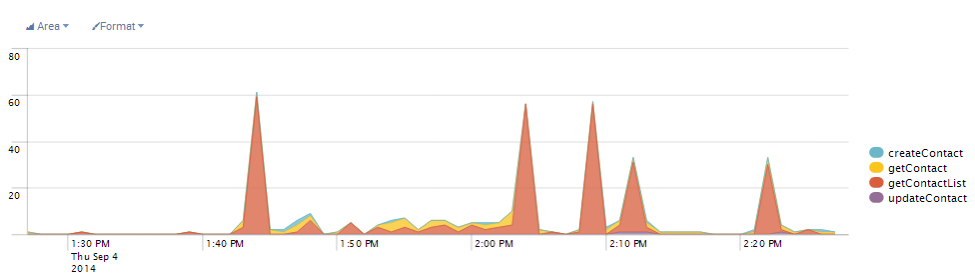 Area Format
80
60
40
20
createContact
getContact
getContactList
updateContact
1:30 PM 1:40 PM 1:50 PM 2:00 PM 2:10 PM 2:20 PM
Thu Sep 4
2014